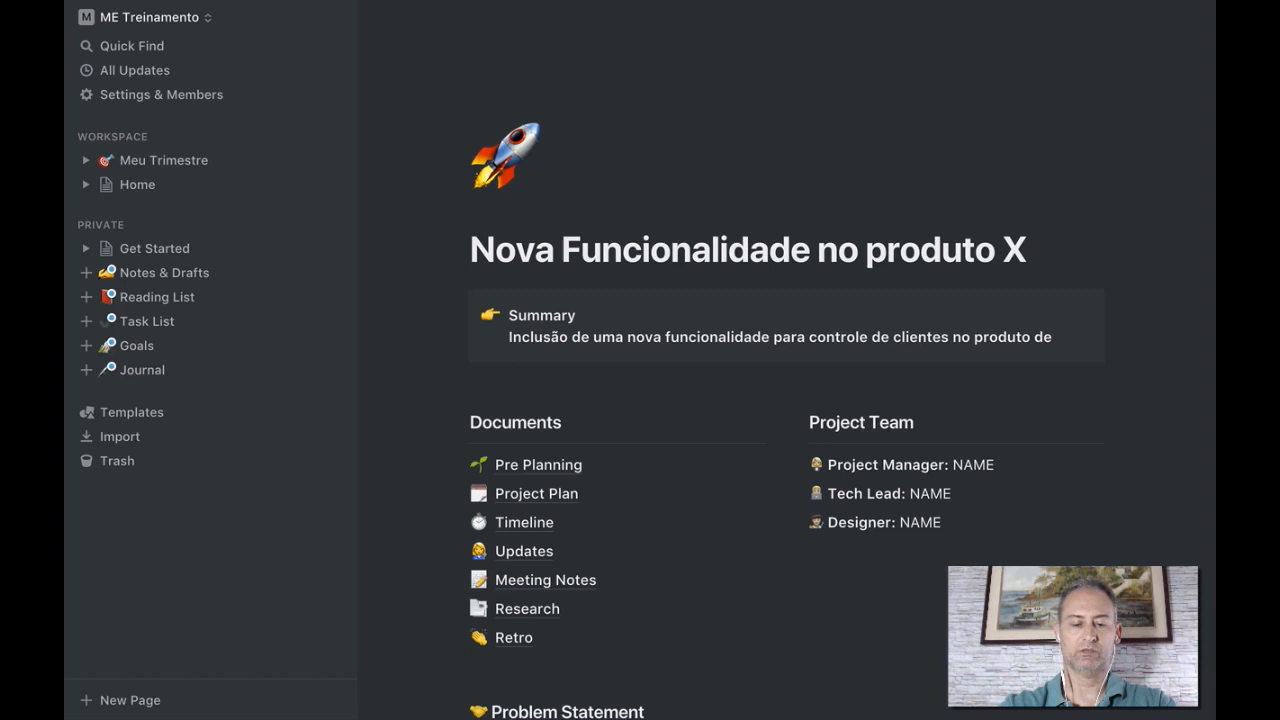 M ME Treinamento
Quick Find
All Updates
Settings & Members
WORKSPACE
Meu Trimestre
Home
PRIVATE
Get Started
Notes & Drafts
Reading List
Task List
Goals
Journal
Templates
Import
Trash
New Page
Nova Funcionalidade no produto X
Summary
Inclusão de uma nova funcionalidade para controle de clientes no produto de
Documents
Pre Planning
Project Plan
Timeline
Updates
Meeting Notes
Research
Retro
Project Team
Project Manager: NAME
Tech Lead: NAME
Designer: NAME
Problem Statement